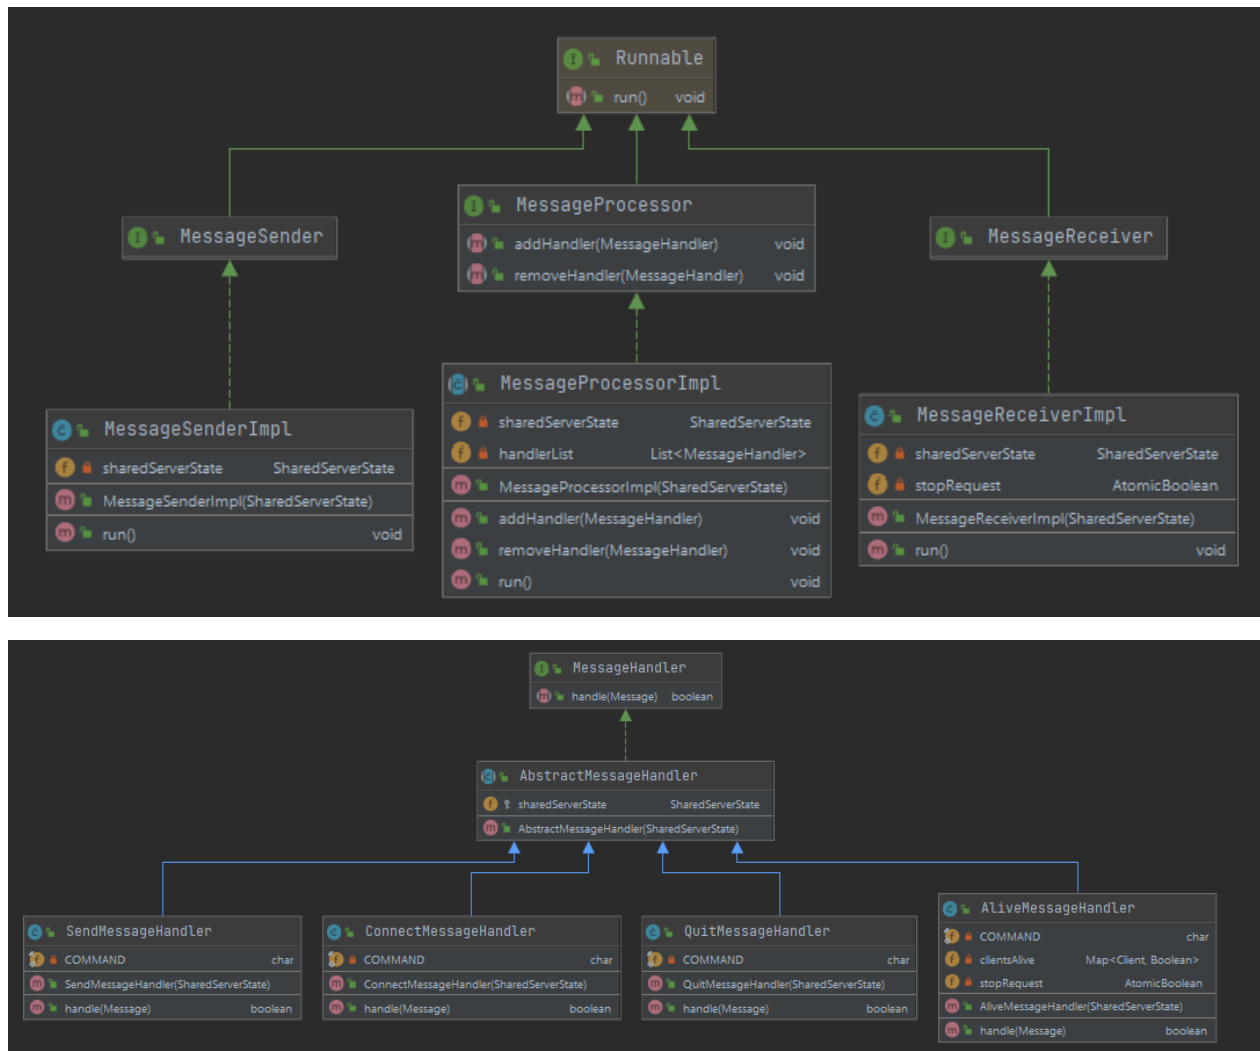 Runnable
run() void
MessageSender
MessageProcessor
addHandler(MessageHandler) void
removeHandler(MessageHandler) void
MessageReceiver
MessageSenderImpl
sharedServerState SharedServerState
MessageSenderImpl(SharedServerState)
run() void
MessageProcessorImpl
sharedServerState SharedServerState
handlerList List<MessageHandler>
MessageProcessorImpl(SharedServerState)
addHandler(MessageHandler) void
removeHandler(MessageHandler) void
run() void
MessageReceiverImpl
sharedServerState SharedServerState
stopRequest AtomicBoolean
MessageReceiverImpl(SharedServerState)
run() void
MessageHandler
handle(Message) boolean
AbstractMessageHandler
sharedServerState SharedServerState
AbstractMessageHandler(SharedServerState)
SendMessageHandler
COMMAND char
SendMessageHandler(SharedServerState)
handle(Message) boolean
ConnectMessageHandler
COMMAND char
ConnectMessageHandler(SharedServerState)
handle(Message) boolean
QuitMessageHandler
COMMAND char
QuitMessageHandler(SharedServerState)
handle(Message) boolean
AliveMessageHandler
COMMAND char
clientsAlive Map<Client, Boolean>
stopRequest AtomicBoolean
AliveMessageHandler(SharedServerState)
handle(Message) boolean